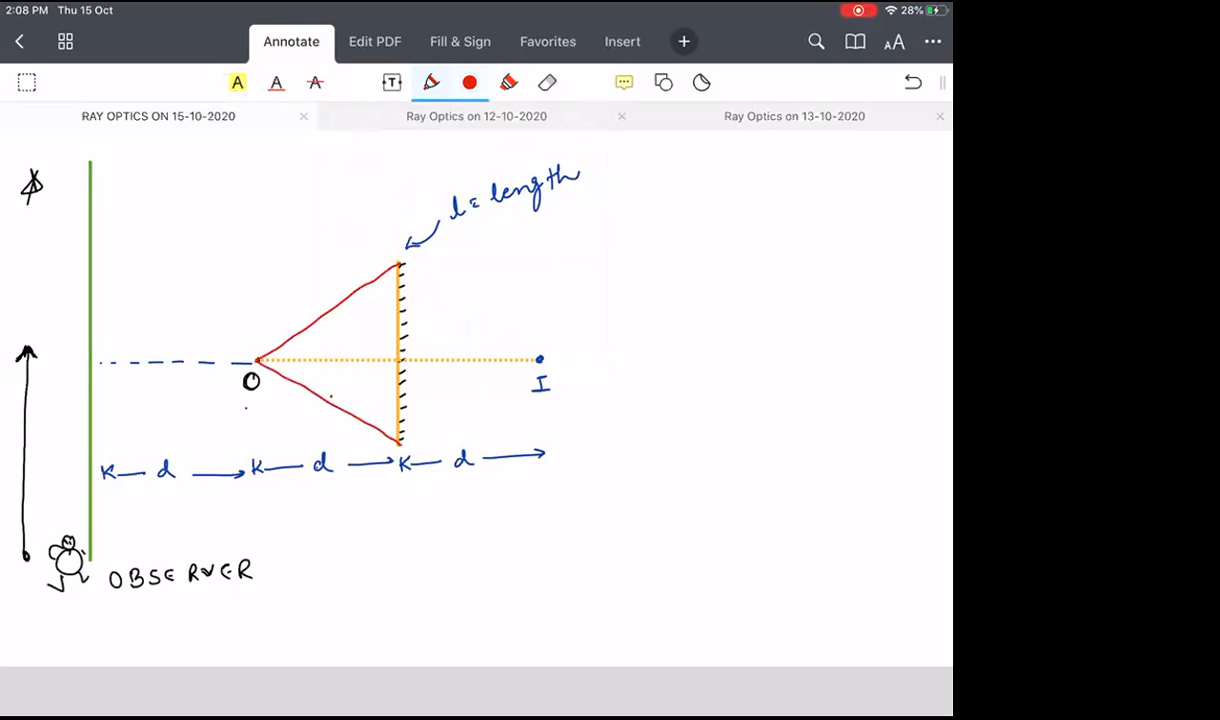 2:08 PM Thu 15 Oct
28%
Annotate Edit PDF Fill & Sign Favorites Insert
A A A T AA
RAY OPTICS ON 15-10-2020
Ray Optics on 12-10-2020
Ray Optics on 13-10-2020
l = length
O
I
d d d
OBSERVER